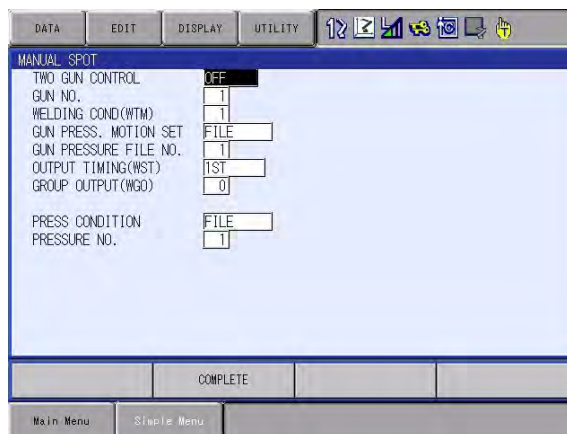 DATA EDIT DISPLAY UTILITY
MANUAL SPOT
TWO GUN CONTROL OFF
GUN NO. 1
WELDING COND(WTM) 1
GUN PRESS. MOTION SET FILE
GUN PRESSURE FILE NO. 1
OUTPUT TIMING(WST) 1ST
GROUP OUTPUT(WGO) 0
PRESS CONDITION FILE
PRESSURE NO. 1
COMPLETE
Main Menu Simple Menu